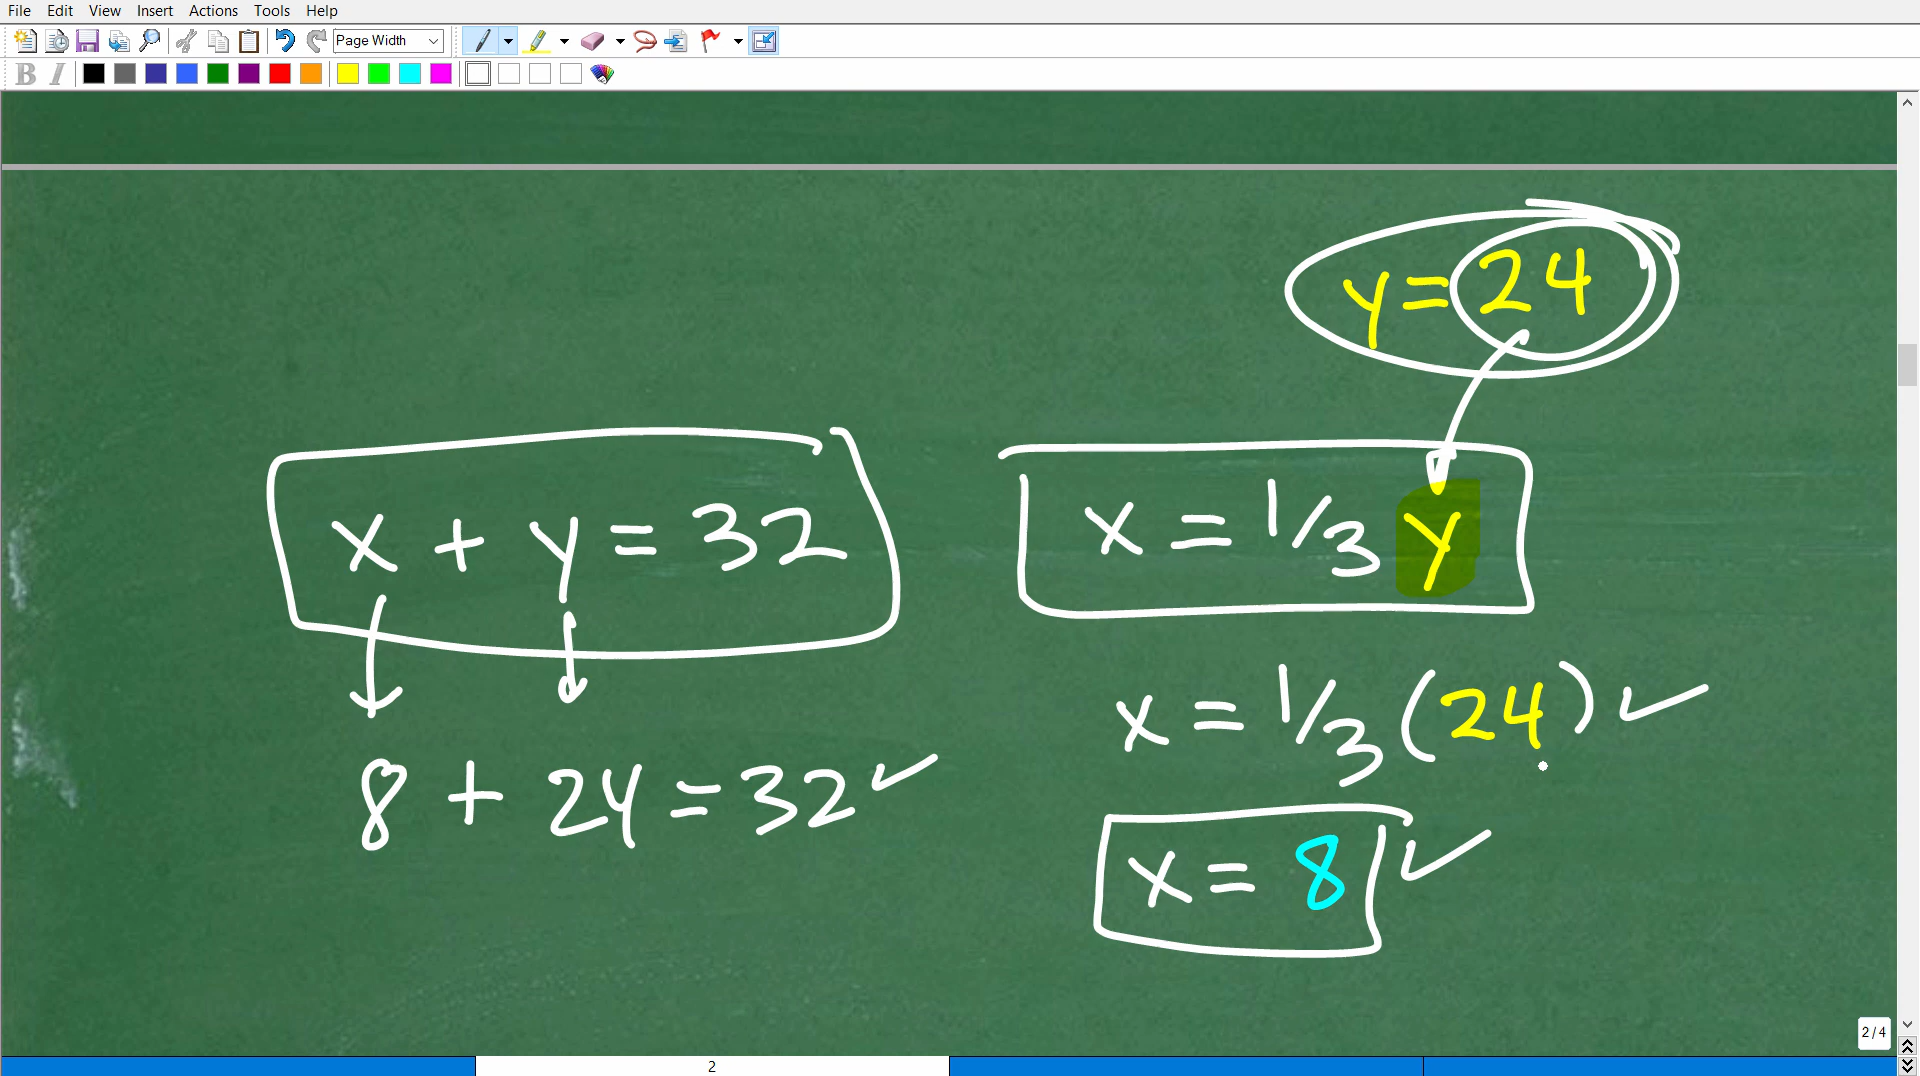 File Edit View Insert Actions Tools Help
Page Width
B I
y = 24
x + y = 32
x = 1/3 y
x = 1/3 (24) ✓
8 + 24 = 32 ✓
x = 8 ✓
2 / 4
2